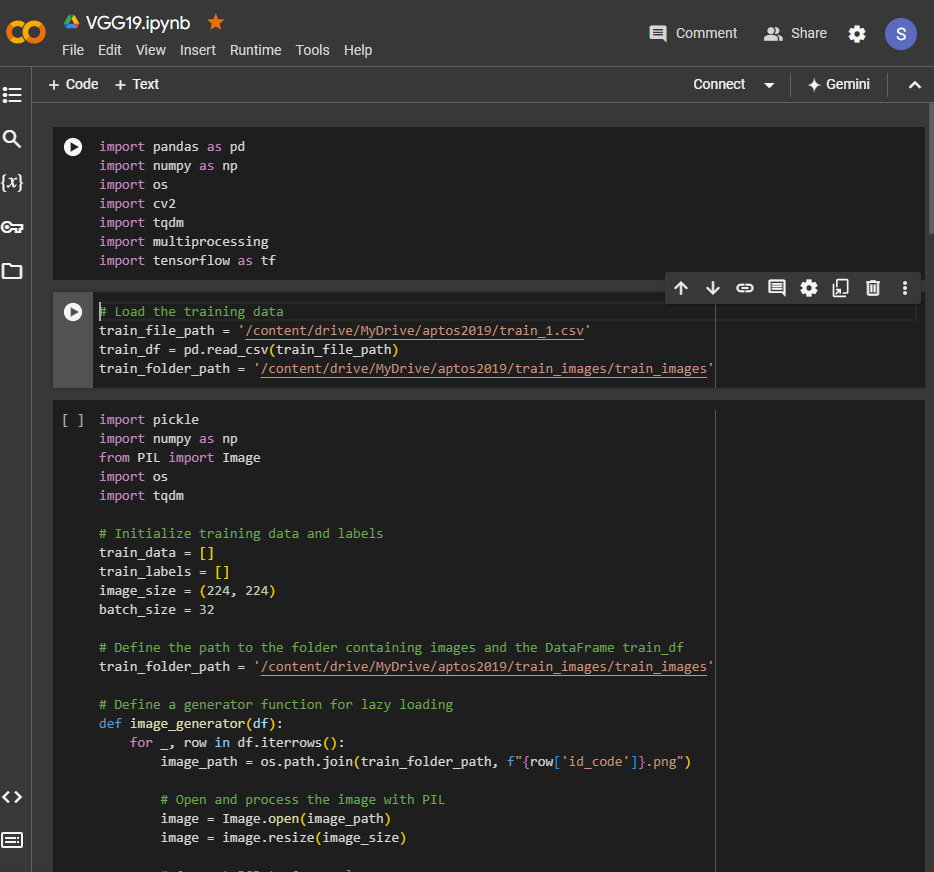 VGG19.ipynb
File Edit View Insert Runtime Tools Help
Comment
Share
S
+ Code + Text
Connect
Gemini
{x}
import pandas as pd
import numpy as np
import os
import cv2
import tqdm
import multiprocessing
import tensorflow as tf
# Load the training data
train_file_path = '/content/drive/MyDrive/aptos2019/train_1.csv'
train_df = pd.read_csv(train_file_path)
train_folder_path = '/content/drive/MyDrive/aptos2019/train_images/train_images'
[ ] import pickle
import numpy as np
from PIL import Image
import os
import tqdm
# Initialize training data and labels
train_data = []
train_labels = []
image_size = (224, 224)
batch_size = 32
# Define the path to the folder containing images and the DataFrame train_df
train_folder_path = '/content/drive/MyDrive/aptos2019/train_images/train_images'
# Define a generator function for lazy loading
def image_generator(df):
for _, row in df.iterrows():
image_path = os.path.join(train_folder_path, f"{row['id_code']}.png")
# Open and process the image with PIL
image = Image.open(image_path)
image = image.resize(image_size)